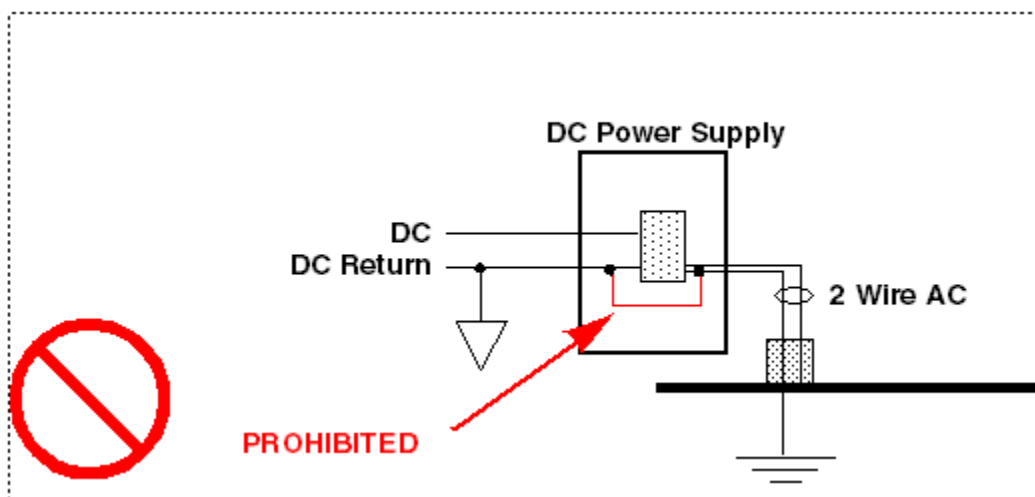 DC Power Supply
DC
DC Return
2 Wire AC
PROHIBITED